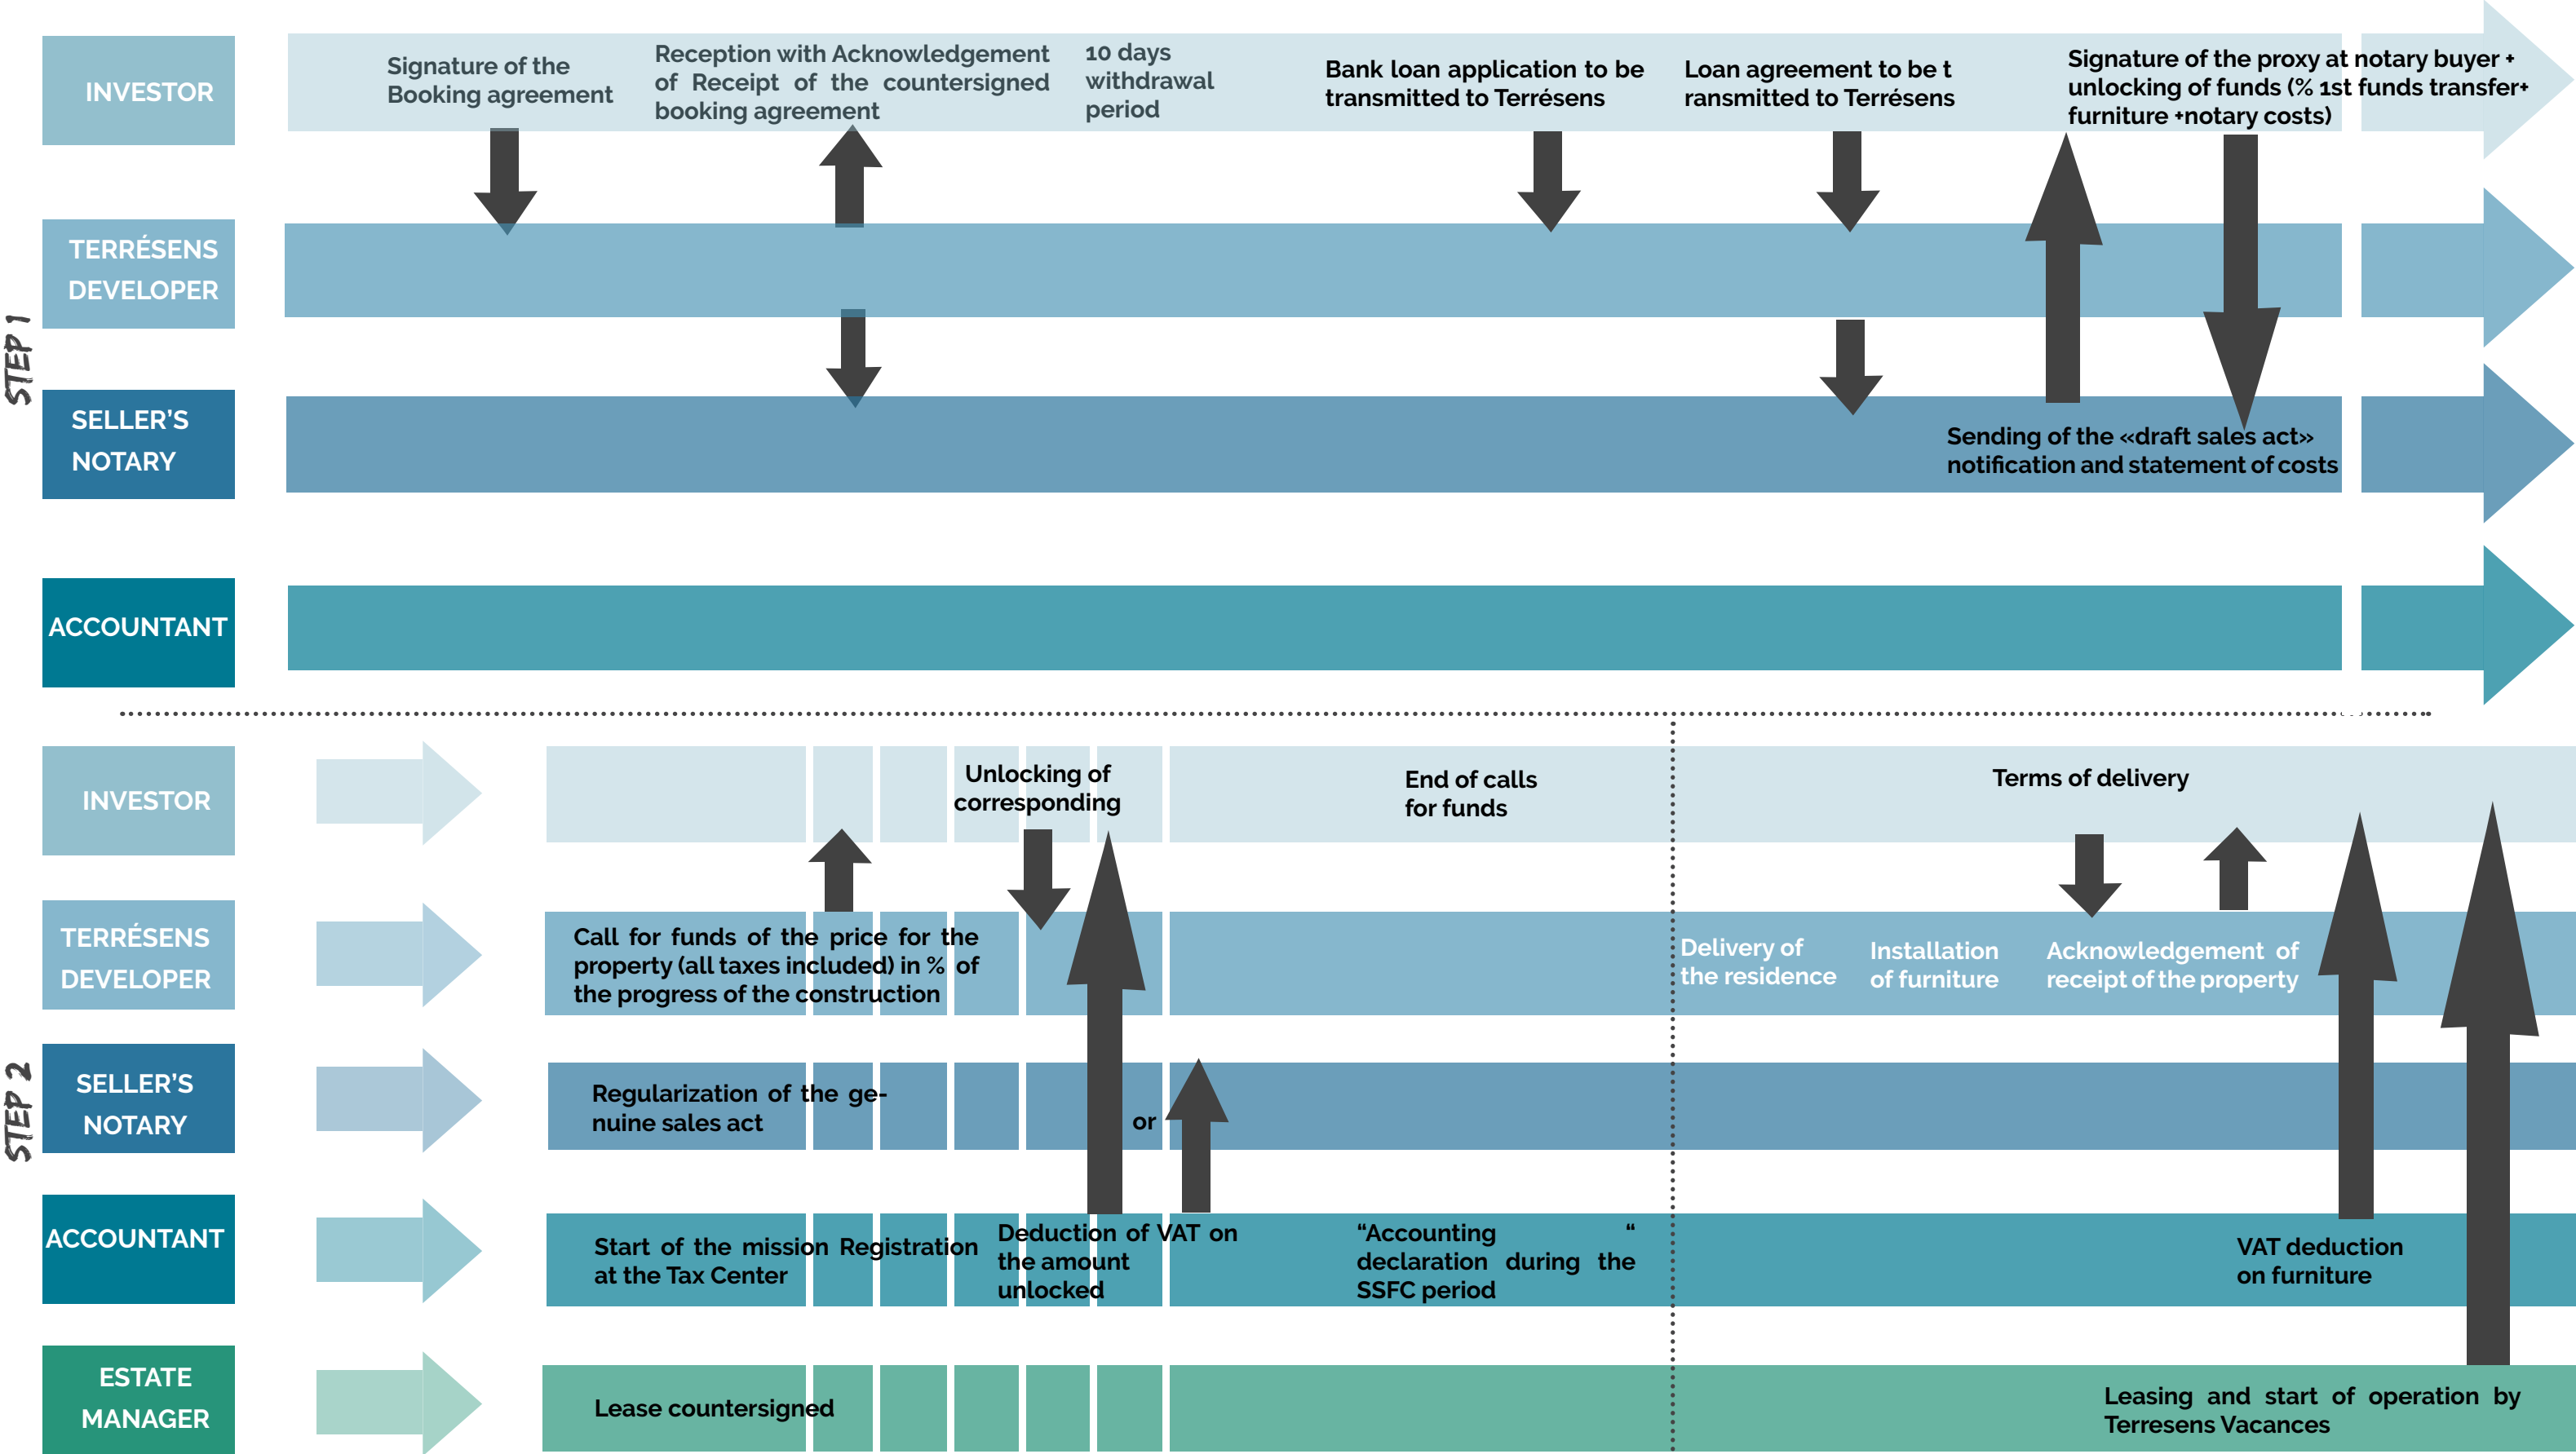 STEP 1
INVESTOR
Signature of the
Booking agreement
Reception with Acknowledgement
of Receipt of the countersigned
booking agreement
10 days
withdrawal
period
Bank loan application to be
transmitted to Terrésens
Loan agreement to be t
ransmitted to Terrésens
Signature of the proxy at notary buyer +
unlocking of funds (% 1st funds transfer+
furniture +notary costs)
TERRÉSENS
DEVELOPER
SELLER'S
NOTARY
Sending of the «draft sales act»
notification and statement of costs
ACCOUNTANT
STEP 2
INVESTOR
Unlocking of
corresponding
End of calls
for funds
Terms of delivery
TERRÉSENS
DEVELOPER
Call for funds of the price for the
property (all taxes included) in % of
the progress of the construction
Delivery of
the residence
Installation
of furniture
Acknowledgement of
receipt of the property
SELLER'S
NOTARY
Regularization of the ge-
nuine sales act
or
ACCOUNTANT
Start of the mission Registration
at the Tax Center
Deduction of VAT on
the amount
unlocked
“Accounting “
declaration during the
SSFC period
VAT deduction
on furniture
ESTATE
MANAGER
Lease countersigned
Leasing and start of operation by
Terresens Vacances